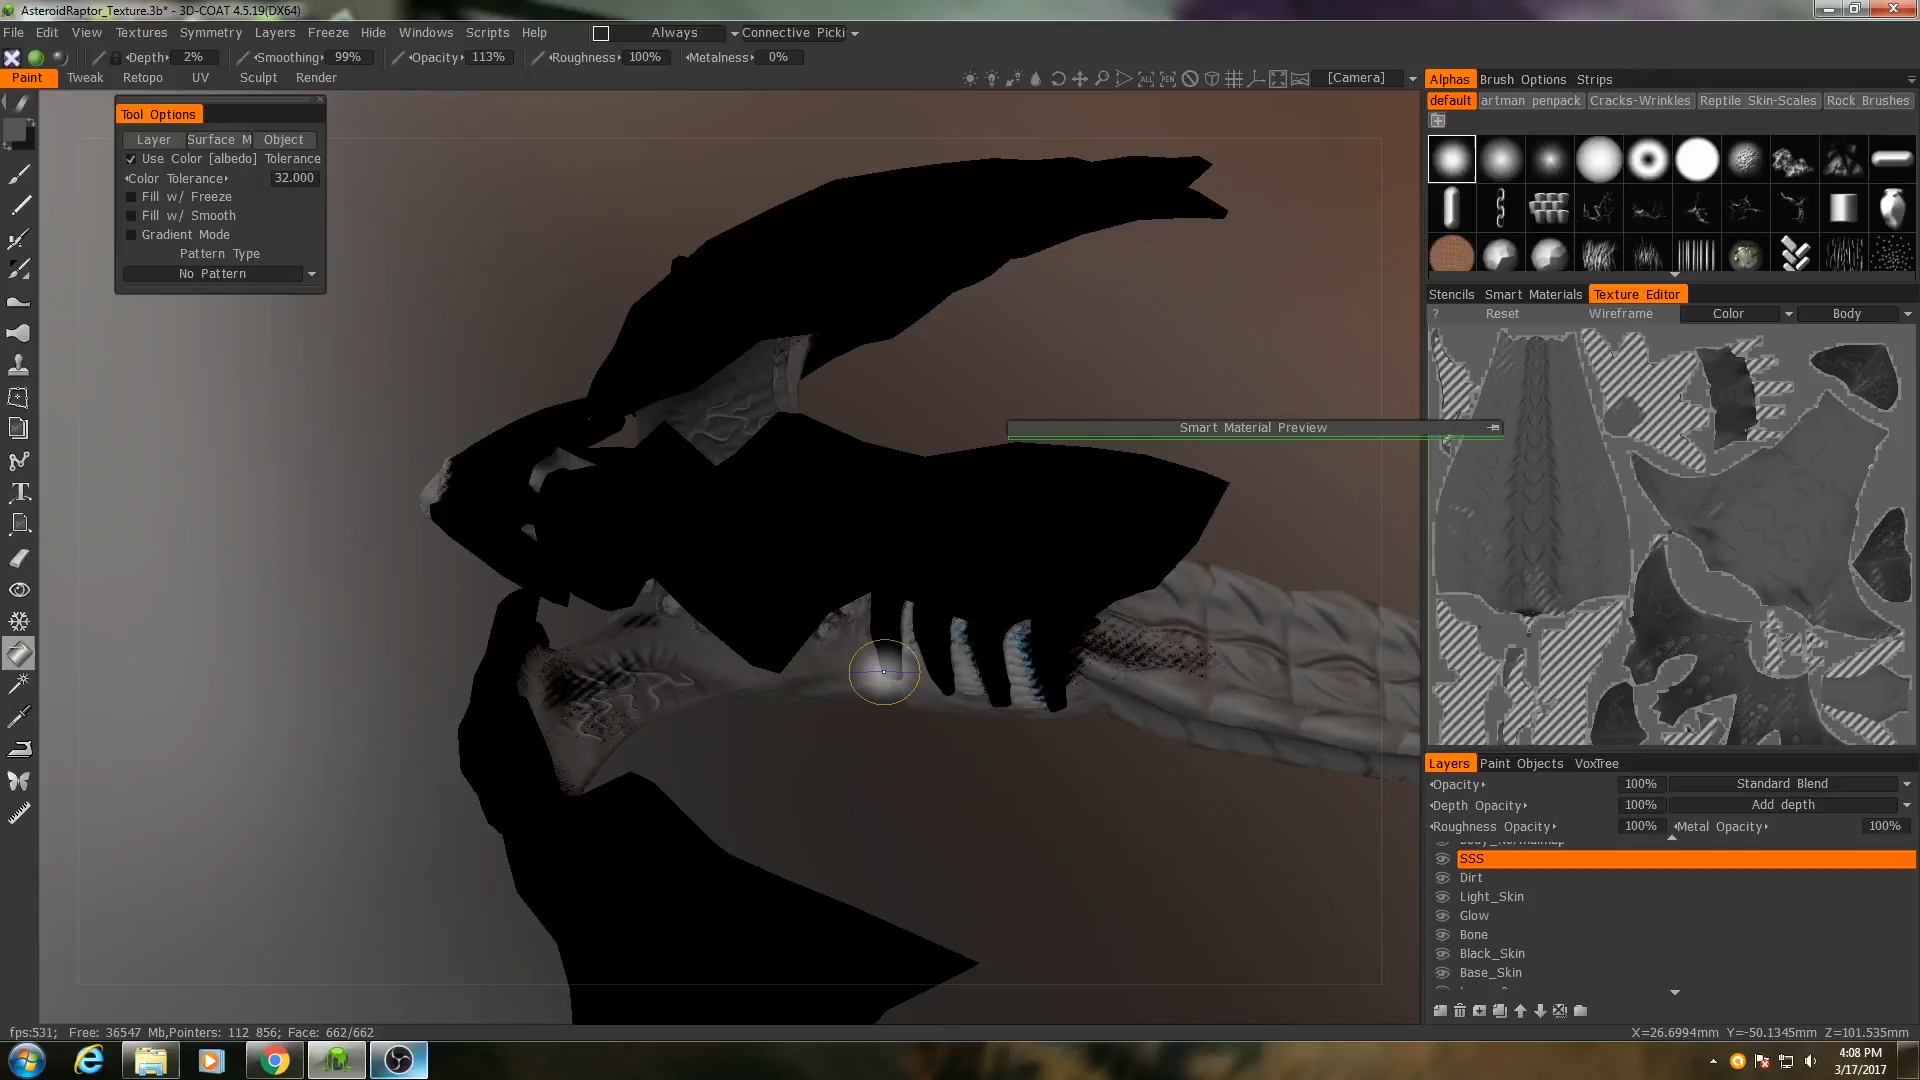 AsteroidRaptor_Texture.3b* - 3D-COAT 4.5.19(DX64)
File Edit View Textures Symmetry Layers Freeze Hide Windows Scripts Help Always Connective Picki
Depth 2% Smoothing 99% Opacity 113% Roughness 100% Metalness 0%
Paint Tweak Retopo UV Sculpt Render [Camera]
Tool Options
Layer Surface M Object
Use Color [albedo] Tolerance
Color Tolerance 32.000
Fill w/ Freeze
Fill w/ Smooth
Gradient Mode
Pattern Type
No Pattern
Alphas Brush Options Strips
default artman penpack Cracks-Wrinkles Reptile Skin-Scales Rock Brushes
Stencils Smart Materials Texture Editor
? Reset Wireframe Color Body
Smart Material Preview
Layers Paint Objects VoxTree
Opacity 100% Standard Blend
Depth Opacity 100% Add depth
Roughness Opacity 100% Metal Opacity 100%
SSS
Dirt
Light_Skin
Glow
Bone
Black_Skin
Base_Skin
fps:531; Free: 36547 Mb,Pointers: 112 856; Face: 662/662
X=26.6994mm Y=-50.1345mm Z=101.535mm
4:08 PM
3/17/2017